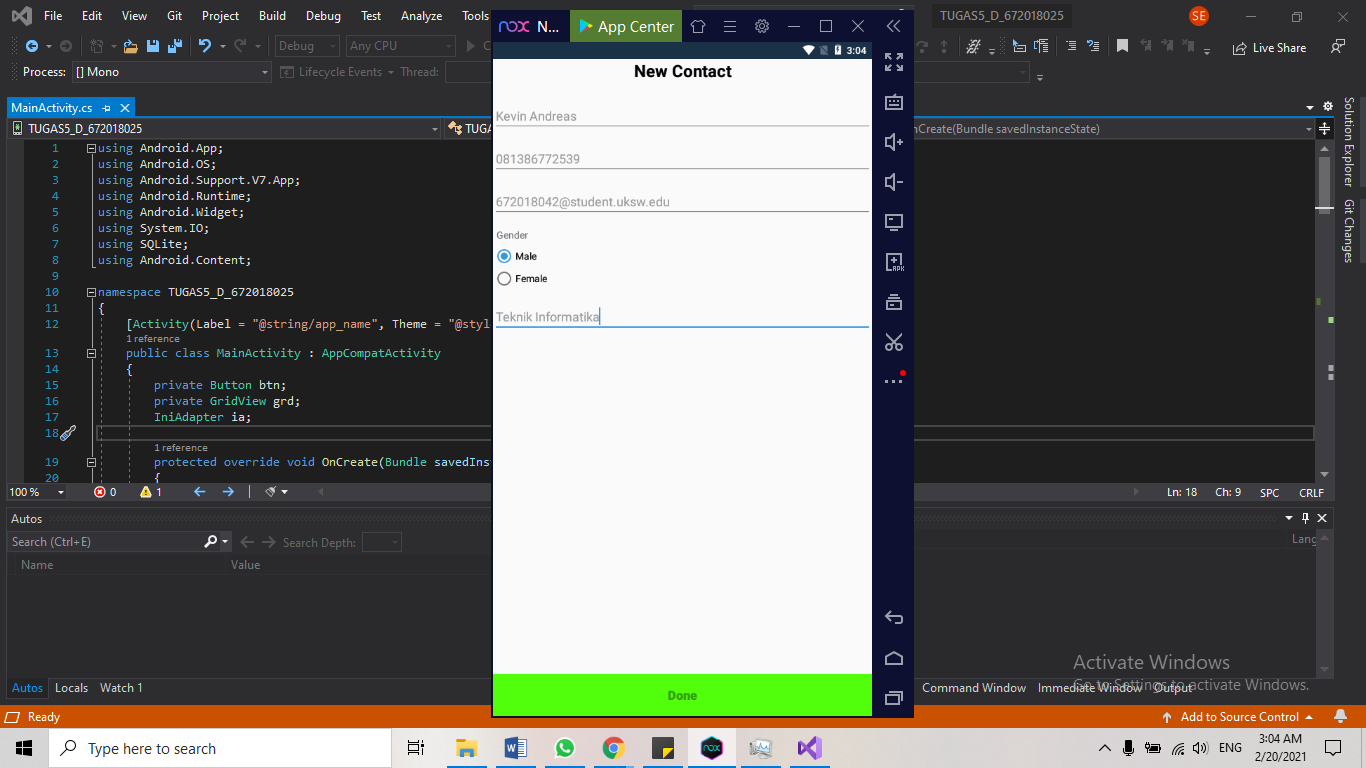 File Edit View Git Project Build Debug Test Analyze Tools
nox N... App Center
TUGAS5_D_672018025 SE
Debug Any CPU
Live Share
Process: [] Mono Lifecycle Events Thread:
MainActivity.cs
TUGAS5_D_672018025
TUGA
nCreate(Bundle savedInstanceState)
1 using Android.App;
2 using Android.OS;
3 using Android.Support.V7.App;
4 using Android.Runtime;
5 using Android.Widget;
6 using System.IO;
7 using SQLite;
8 using Android.Content;
9
10 namespace TUGAS5_D_672018025
11 {
12 [Activity(Label = "@string/app_name", Theme = "@styl
1 reference
13 public class MainActivity : AppCompatActivity
14 {
15 private Button btn;
16 private GridView grd;
17 IniAdapter ia;
18
1 reference
19 protected override void OnCreate(Bundle savedIns
20 {
100 % 0 1
Ln: 18 Ch: 9 SPC CRLF
3:04
New Contact
Kevin Andreas
081386772539
672018042@student.uksw.edu
Gender
Male
Female
Teknik Informatika
Done
APK
Solution Explorer
Git Changes
Autos
Search (Ctrl+E) Search Depth:
Name Value
Lang
Autos Locals Watch 1
Command Window Immediate Window Output
Activate Windows
Go to Settings to activate Windows.
Ready
Add to Source Control
Type here to search
ENG
3:04 AM
2/20/2021